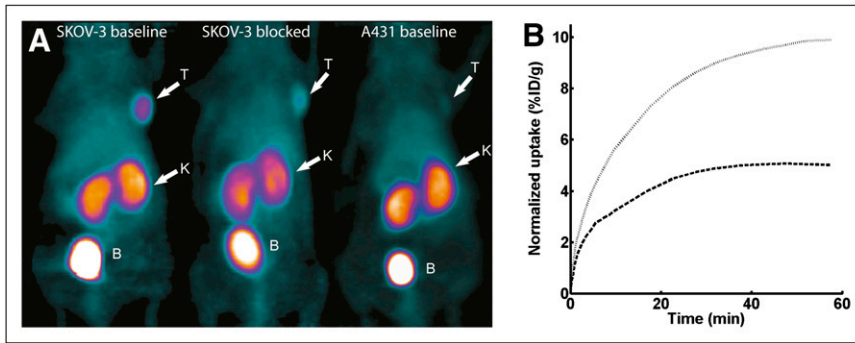 A
SKOV-3 baseline
SKOV-3 blocked
A431 baseline
T
T
T
K
K
K
B
B
B
B
Normalized uptake (%ID/g)
10
8
6
4
2
0
0
20
40
60
Time (min)